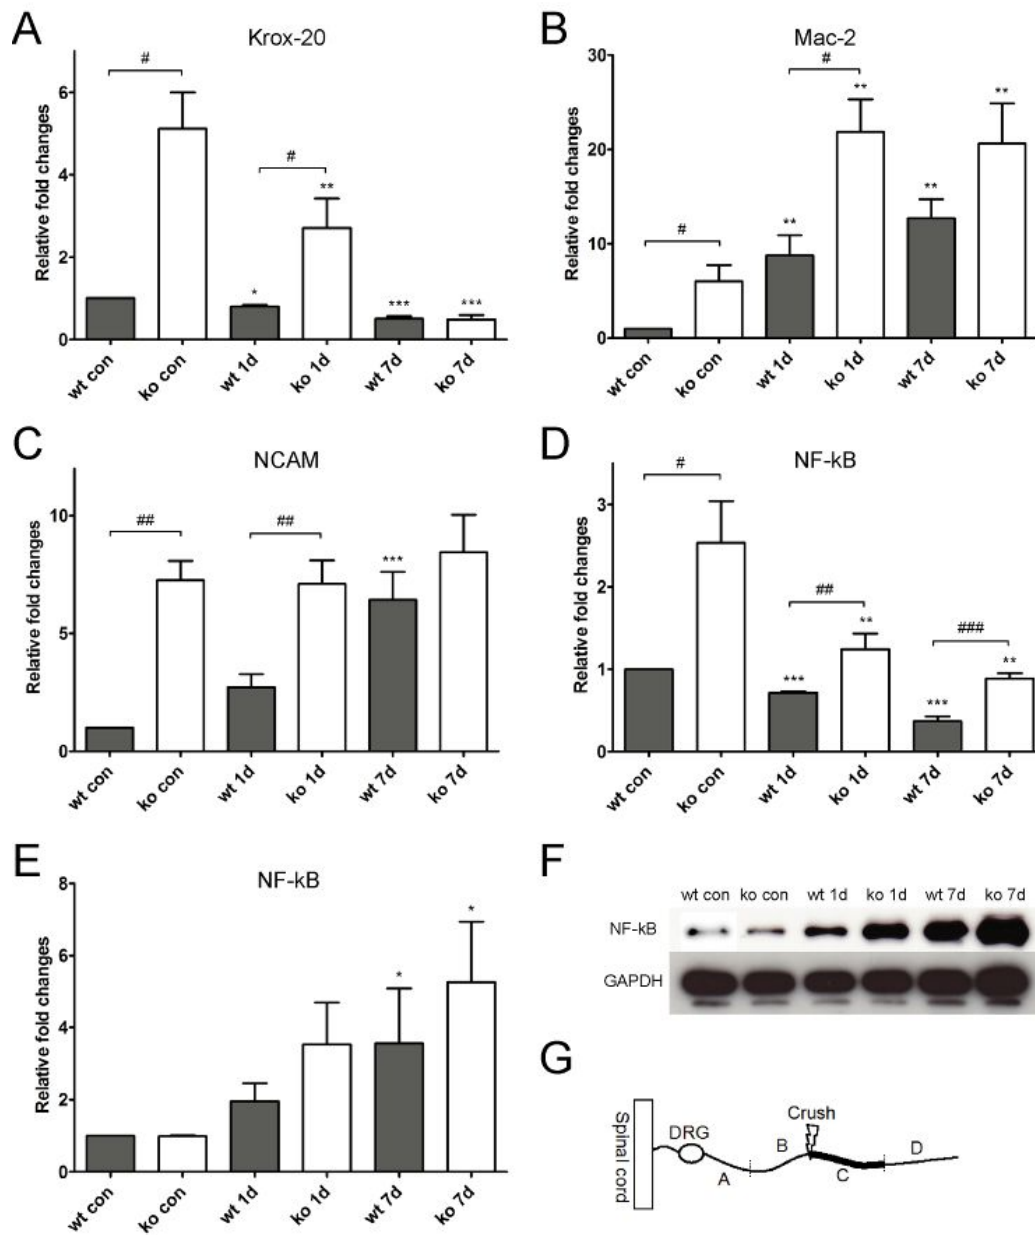 A
Krox-20
Relative fold changes
6
4
2
0
#
#
**
*
***
***
wt con
ko con
wt 1d
ko 1d
wt 7d
ko 7d
B
Mac-2
Relative fold changes
30
20
10
0
#
#
**
**
**
**
wt con
ko con
wt 1d
ko 1d
wt 7d
ko 7d
C
NCAM
Relative fold changes
10
5
0
##
##
***
wt con
ko con
wt 1d
ko 1d
wt 7d
ko 7d
D
NF-kB
Relative fold changes
3
2
1
0
#
##
###
***
**
***
**
wt con
ko con
wt 1d
ko 1d
wt 7d
ko 7d
E
NF-kB
Relative fold changes
8
6
4
2
0
*
*
wt con
ko con
wt 1d
ko 1d
wt 7d
ko 7d
F
wt con ko con wt 1d ko 1d wt 7d ko 7d
NF-kB
GAPDH
G
Spinal cord
DRG
Crush
A
B
C
D